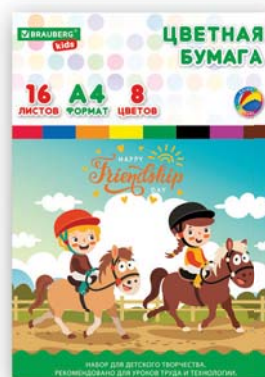 BRAUBERG
kids
ЦВЕТНАЯ
БУМАГА
16
ЛИСТОВ
А4
ФОРМАТ
8
ЦВЕТОВ
HAPPY
Friendship
DAY
НАБОР ДЛЯ ДЕТСКОГО ТВОРЧЕСТВА.
РЕКОМЕНДОВАНО ДЛЯ УРОКОВ ТРУДА И ТЕХНОЛОГИИ.